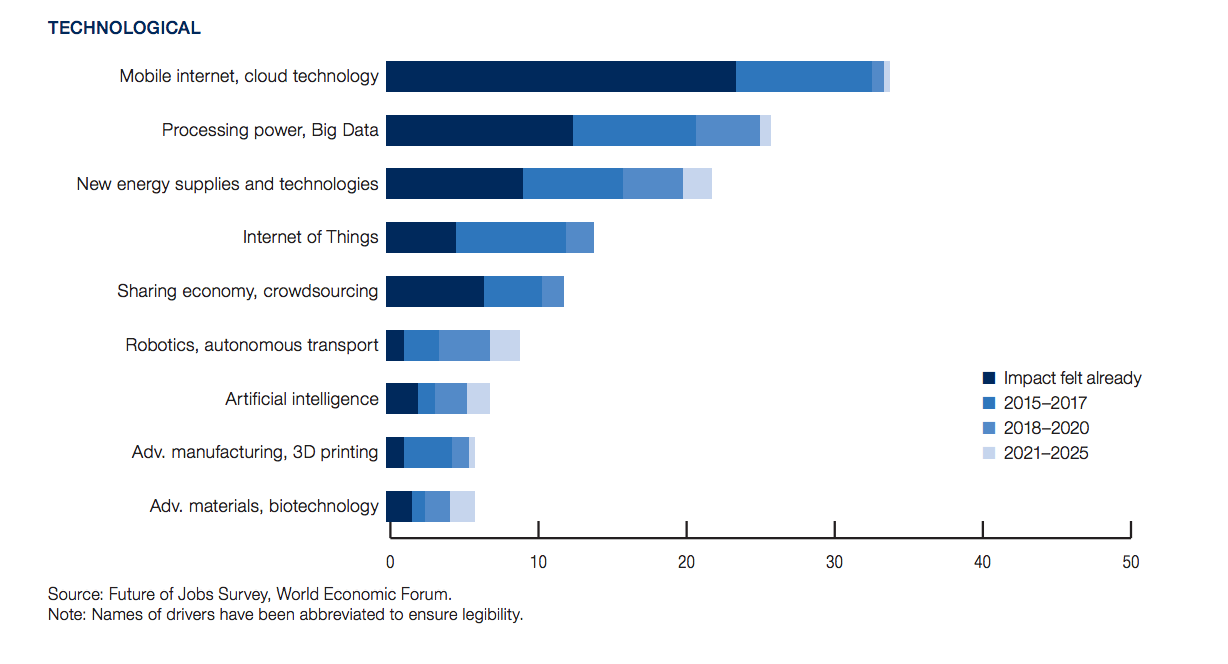 TECHNOLOGICAL
Mobile internet, cloud technology
Processing power, Big Data
New energy supplies and technologies
Internet of Things
Sharing economy, crowdsourcing
Robotics, autonomous transport
Artificial intelligence
Adv. manufacturing, 3D printing
Adv. materials, biotechnology
Impact felt already
2015–2017
2018–2020
2021–2025
0 10 20 30 40 50
Source: Future of Jobs Survey, World Economic Forum.
Note: Names of drivers have been abbreviated to ensure legibility.